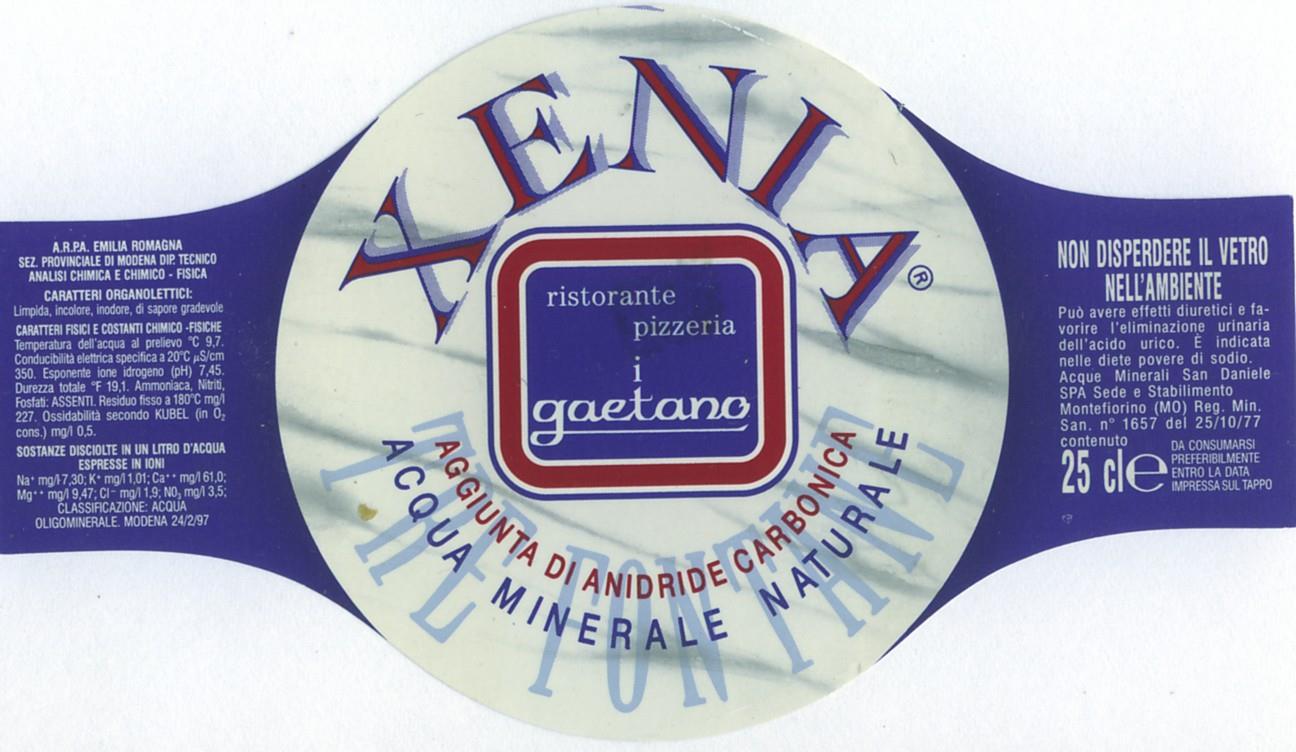 A.R.P.A. EMILIA ROMAGNA
SEZ. PROVINCIALE DI MODENA DIP. TECNICO
ANALISI CHIMICA E CHIMICO - FISICA
CARATTERI ORGANOLETTICI:
Limpida, incolore, inodore, di sapore gradevole
CARATTERI FISICI E COSTANTI CHIMICO -FISICHE
Temperatura dell'acqua al prelievo °C 9,7.
Conducibilità elettrica specifica a 20°C µS/cm
350. Esponente ione idrogeno (pH) 7,45.
Durezza totale °F 19,1. Ammoniaca, Nitriti,
Fosfati: ASSENTI. Residuo fisso a 180°C mg/l
227. Ossidabilità secondo KUBEL (in O₂
cons.) mg/l 0,5.
SOSTANZE DISCIOLTE IN UN LITRO D'ACQUA
ESPRESSE IN IONI
Na⁺ mg/l 7,30; K⁺ mg/l 1,01; Ca⁺⁺ mg/l 61,0;
Mg⁺⁺ mg/l 9,47; Cl⁻ mg/l 1,9; NO₃ mg/l 3,5;
CLASSIFICAZIONE: ACQUA
OLIGOMINERALE. MODENA 24/2/97
XENIA®
ristorante
pizzeria
i
gaetano
AGGIUNTA DI ANIDRIDE CARBONICA
ACQUA MINERALE NATURALE
TRE FONTANE
NON DISPERDERE IL VETRO
NELL'AMBIENTE
Può avere effetti diuretici e fa-
vorire l'eliminazione urinaria
dell'acido urico. È indicata
nelle diete povere di sodio.
Acque Minerali San Daniele
SPA Sede e Stabilimento
Montefiorino (MO) Reg. Min.
San. n° 1657 del 25/10/77
contenuto
25 cl e
DA CONSUMARSI
PREFERIBILMENTE
ENTRO LA DATA
IMPRESSA SUL TAPPO